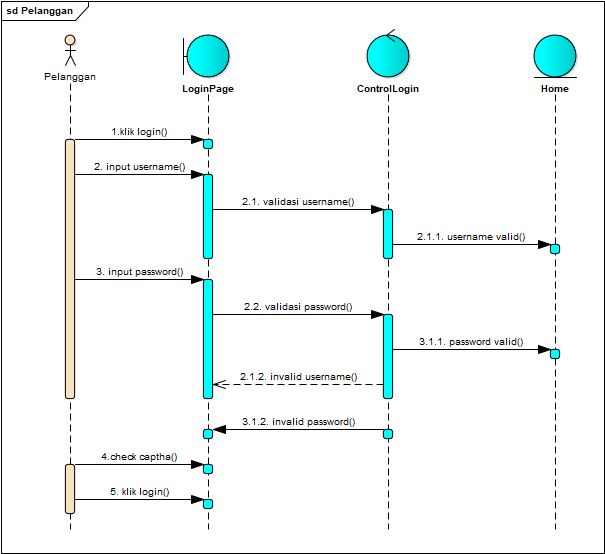 sd Pelanggan
Pelanggan
LoginPage
ControlLogin
Home
1.klik login()
2. input username()
2.1. validasi username()
2.1.1. username valid()
3. input password()
2.2. validasi password()
3.1.1. password valid()
2.1.2. invalid username()
3.1.2. invalid password()
4.check captha()
5. klik login()